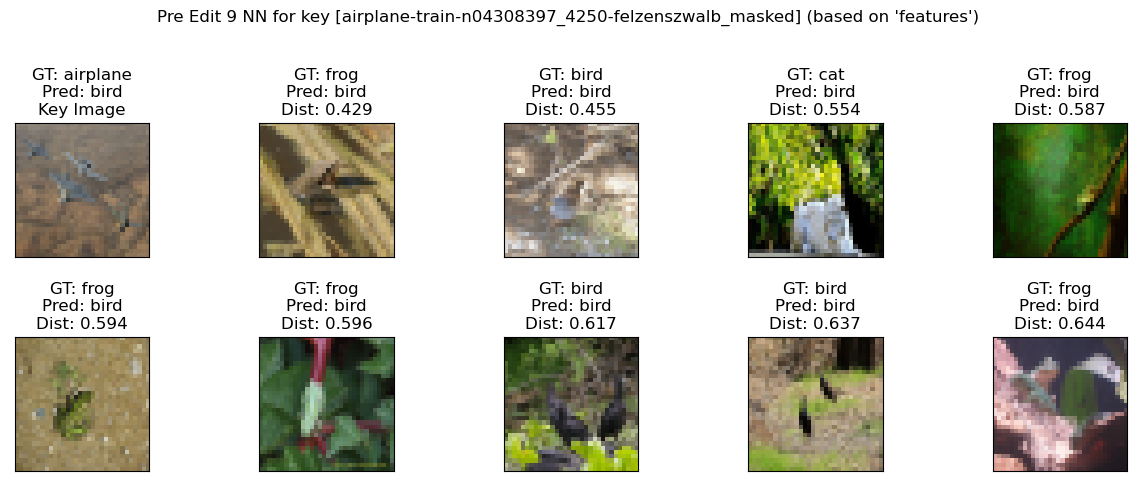 Pre Edit 9 NN for key [airplane-train-n04308397_4250-felzenszwalb_masked] (based on 'features')
GT: airplane
Pred: bird
Key Image
GT: frog
Pred: bird
Dist: 0.429
GT: bird
Pred: bird
Dist: 0.455
GT: cat
Pred: bird
Dist: 0.554
GT: frog
Pred: bird
Dist: 0.587
GT: frog
Pred: bird
Dist: 0.594
GT: frog
Pred: bird
Dist: 0.596
GT: bird
Pred: bird
Dist: 0.617
GT: bird
Pred: bird
Dist: 0.637
GT: frog
Pred: bird
Dist: 0.644